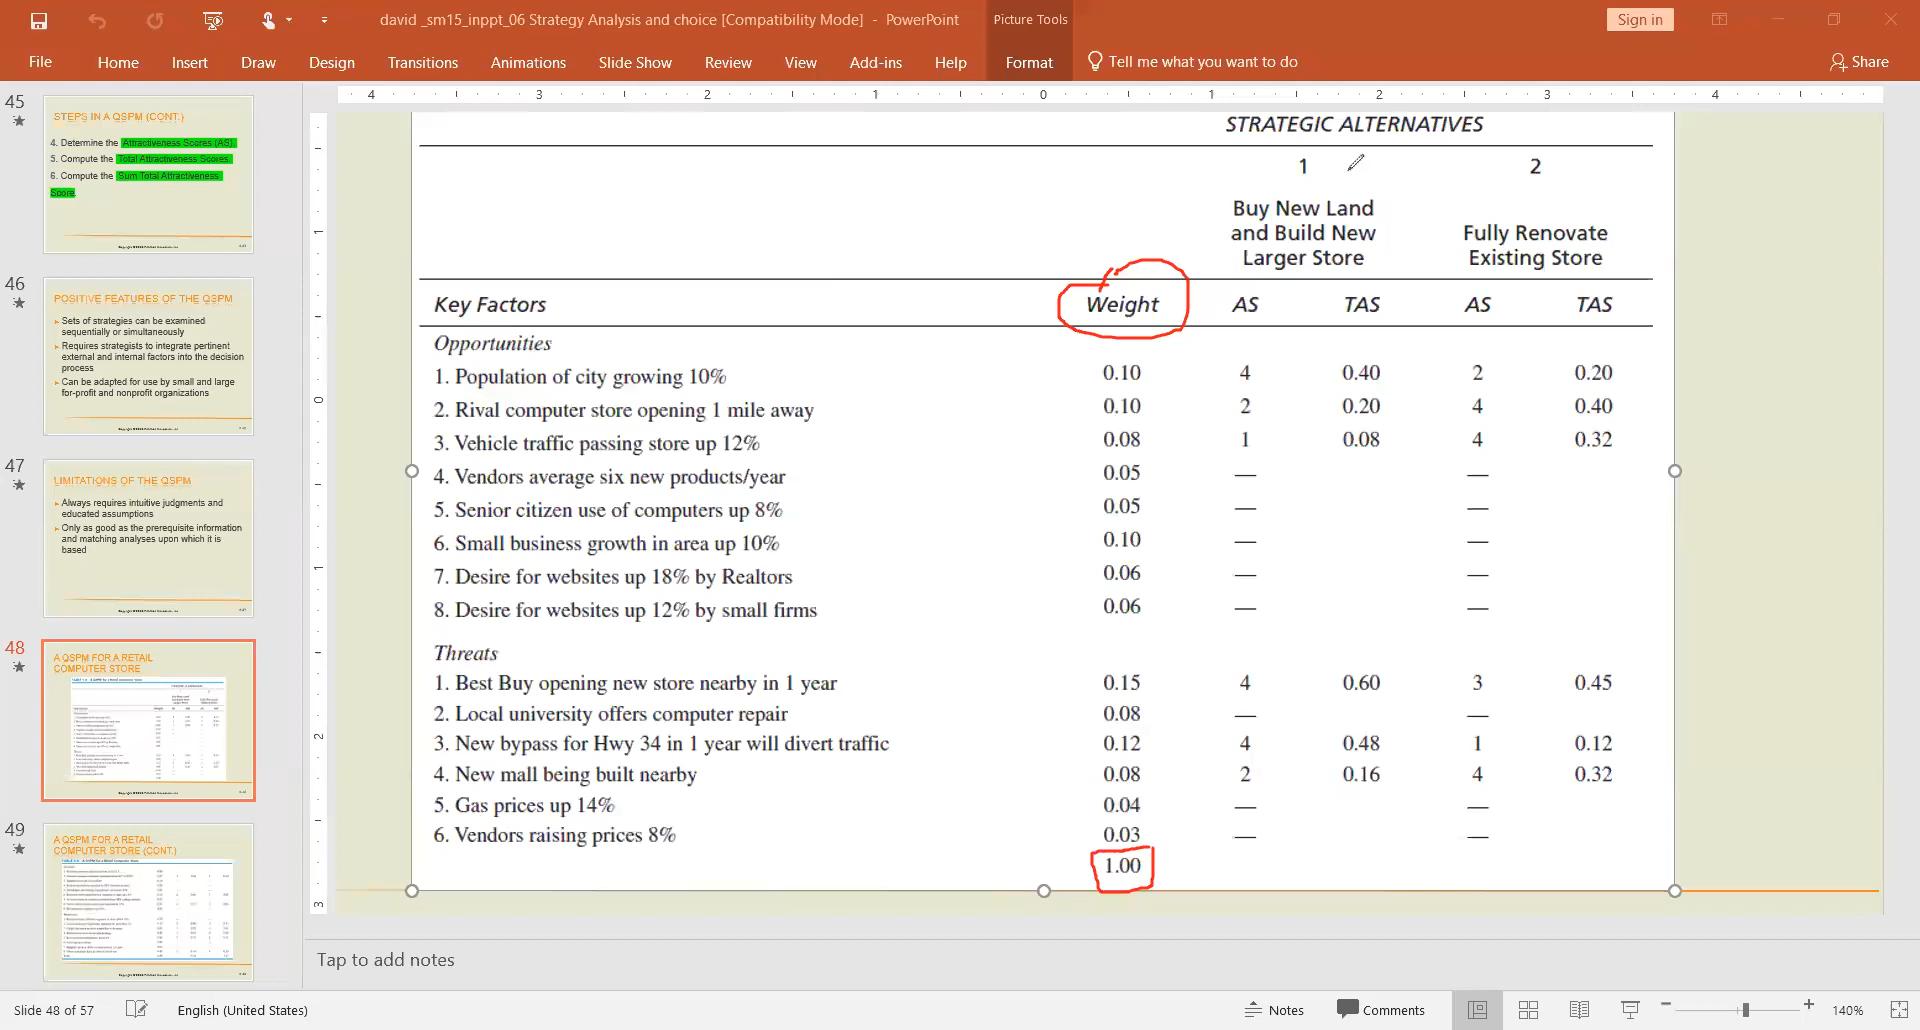 david _sm15_inppt_06 Strategy Analysis and choice [Compatibility Mode] - PowerPoint
Picture Tools
Sign in
File Home Insert Draw Design Transitions Animations Slide Show Review View Add-ins Help Format Tell me what you want to do Share
4 3 2 1 0 1 2 3 4
1 0 1 2 3
45
STEPS IN A QSPM (CONT.)
4. Determine the Attractiveness Scores (AS).
5. Compute the Total Attractiveness Scores.
6. Compute the Sum Total Attractiveness
Score.
46
POSITIVE FEATURES OF THE QSPM
Sets of strategies can be examined
sequentially or simultaneously
Requires strategists to integrate pertinent
external and internal factors into the decision
process
Can be adapted for use by small and large
for-profit and nonprofit organizations
47
LIMITATIONS OF THE QSPM
Always requires intuitive judgments and
educated assumptions
Only as good as the prerequisite information
and matching analyses upon which it is
based
48
A QSPM FOR A RETAIL
COMPUTER STORE
49
A QSPM FOR A RETAIL
COMPUTER STORE (CONT.)
STRATEGIC ALTERNATIVES
1 2
Buy New Land
and Build New
Larger Store
Fully Renovate
Existing Store
Key Factors Weight AS TAS AS TAS
Opportunities
1. Population of city growing 10% 0.10 4 0.40 2 0.20
2. Rival computer store opening 1 mile away 0.10 2 0.20 4 0.40
3. Vehicle traffic passing store up 12% 0.08 1 0.08 4 0.32
4. Vendors average six new products/year 0.05 — —
5. Senior citizen use of computers up 8% 0.05 — —
6. Small business growth in area up 10% 0.10 — —
7. Desire for websites up 18% by Realtors 0.06 — —
8. Desire for websites up 12% by small firms 0.06 — —
Threats
1. Best Buy opening new store nearby in 1 year 0.15 4 0.60 3 0.45
2. Local university offers computer repair 0.08 — —
3. New bypass for Hwy 34 in 1 year will divert traffic 0.12 4 0.48 1 0.12
4. New mall being built nearby 0.08 2 0.16 4 0.32
5. Gas prices up 14% 0.04 — —
6. Vendors raising prices 8% 0.03 — —
1.00
Tap to add notes
Slide 48 of 57 English (United States) Notes Comments 140%